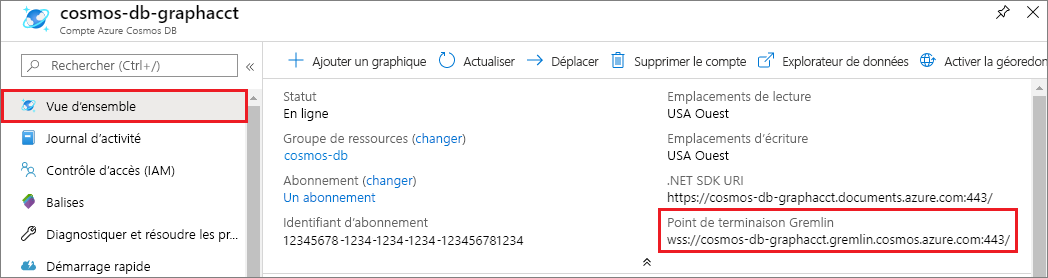 cosmos-db-graphacct
Compte Azure Cosmos DB
Rechercher (Ctrl+/)
Vue d'ensemble
Journal d'activité
Contrôle d'accès (IAM)
Balises
Diagnostiquer et résoudre les pr...
Démarrage rapide
Ajouter un graphique
Actualiser
Déplacer
Supprimer le compte
Explorateur de données
Activer la géoredon
Statut
En ligne
Groupe de ressources (changer)
cosmos-db
Abonnement (changer)
Un abonnement
Identifiant d'abonnement
12345678-1234-1234-1234-123456781234
Emplacements de lecture
USA Ouest
Emplacements d'écriture
USA Ouest
.NET SDK URI
https://cosmos-db-graphacct.documents.azure.com:443/
Point de terminaison Gremlin
wss://cosmos-db-graphacct.gremlin.cosmos.azure.com:443/